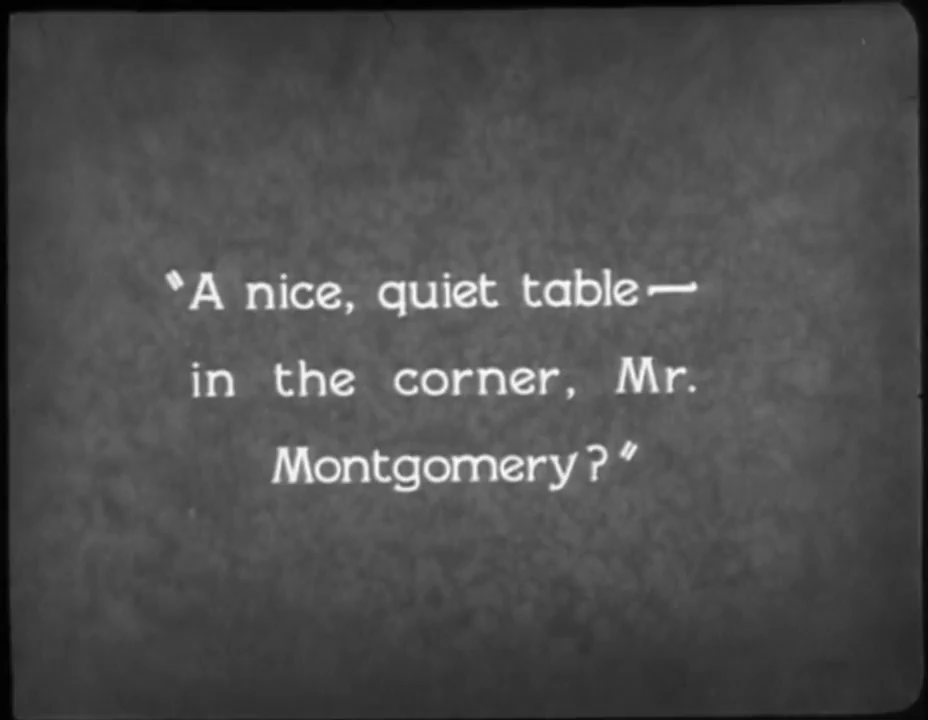 "A nice, quiet table—
in the corner, Mr.
Montgomery?"